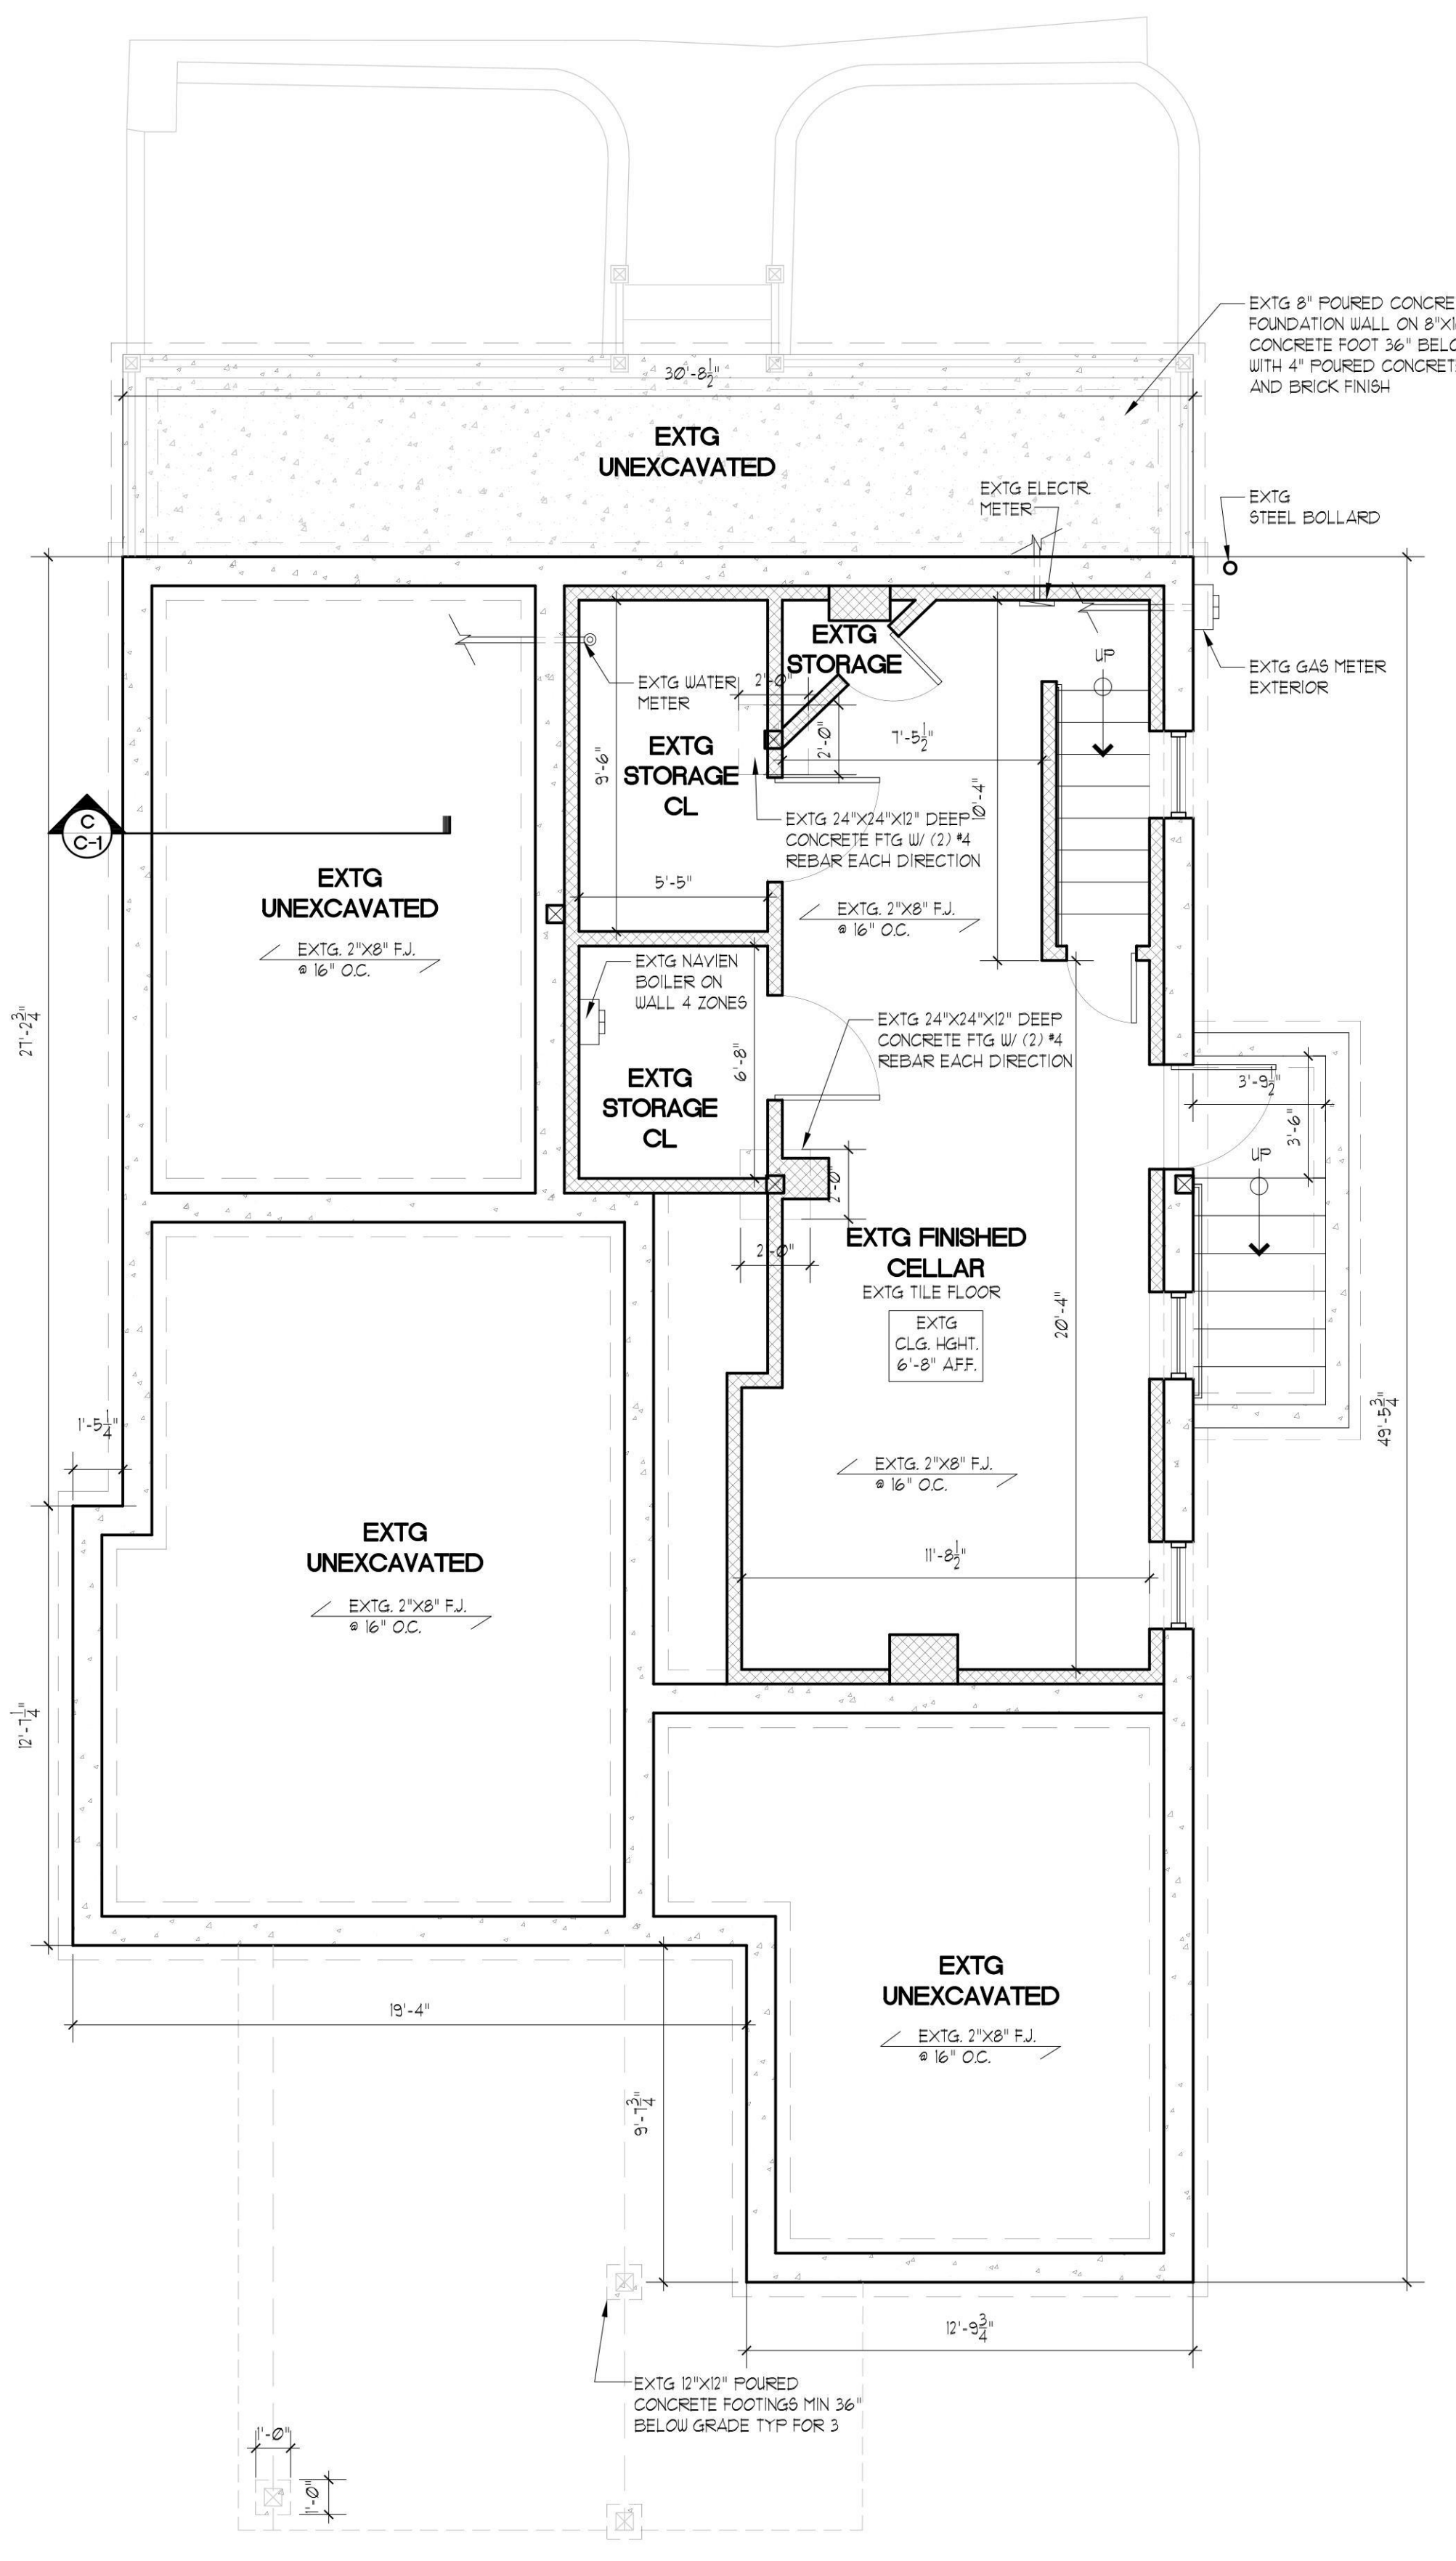 EXTG 8" POURED
FOUNDATION WALL ON
CONCRETE FOOT 36"
WITH 4" POURED
AND BRICK FINISH
30'-8½"
EXTG
UNEXCAVATED
EXTG ELECTR.
METER
EXTG
STEEL BOLLARD
EXTG
STORAGE
UP
EXTG GAS METER
EXTERIOR
EXTG WATER
METER
2'-0"
2'-0"
7'-5½"
9'-6"
EXTG
STORAGE
CL
10'-4"
C
C-1
EXTG 24"X24"X12" DEEP
CONCRETE FTG W/ (2) #4
REBAR EACH DIRECTION
5'-5"
EXTG
UNEXCAVATED
EXTG. 2"X8" F.J.
@ 16" O.C.
EXTG. 2"X8" F.J.
@ 16" O.C.
EXTG NAVIEN
BOILER ON
WALL 4 ZONES
27'-2¾"
EXTG 24"X24"X12" DEEP
CONCRETE FTG W/ (2) #4
REBAR EACH DIRECTION
6'-8"
EXTG
STORAGE
CL
3'-9½"
3'-6"
UP
2'-0"
2'-0"
EXTG FINISHED
CELLAR
EXTG TILE FLOOR
EXTG
CLG. HGHT.
6'-8" A.F.F.
20'-4"
49'-5¾"
1'-5¼"
EXTG. 2"X8" F.J.
@ 16" O.C.
EXTG
UNEXCAVATED
EXTG. 2"X8" F.J.
@ 16" O.C.
11'-8½"
12'-7¼"
EXTG
UNEXCAVATED
EXTG. 2"X8" F.J.
@ 16" O.C.
19'-4"
9'-7¾"
12'-9¾"
EXTG 12"X12" POURED
CONCRETE FOOTINGS MIN 36"
BELOW GRADE TYP FOR 3
1'-0"
1'-0"